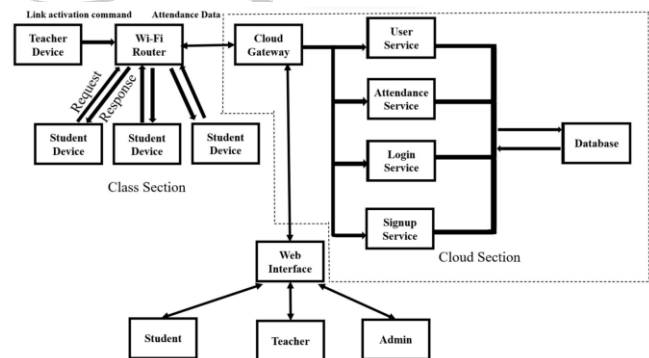 Link activation command
Attendance Data
Teacher
Device
Wi-Fi
Router
Cloud
Gateway
User
Service
Attendance
Service
Login
Service
Signup
Service
Database
Request
Response
Student
Device
Student
Device
Student
Device
Class Section
Cloud Section
Web
Interface
Student
Teacher
Admin